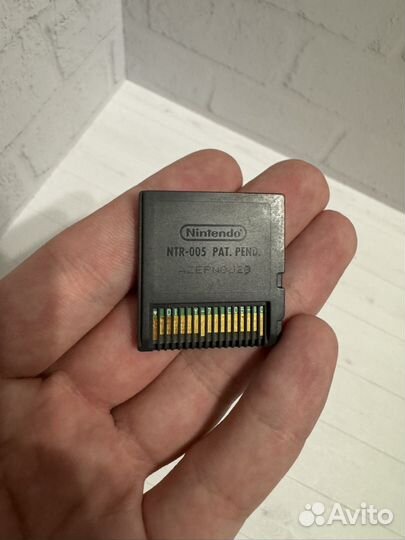 Nintendo
NTR-005 PAT. PEND.
Avito